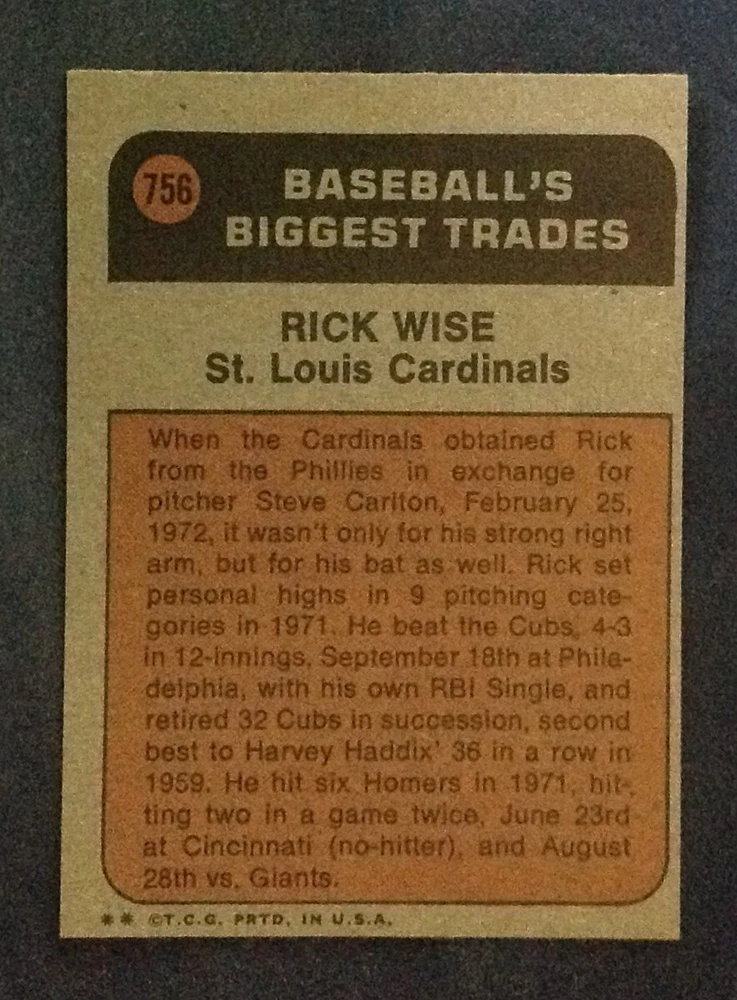 756
BASEBALL'S
BIGGEST TRADES
RICK WISE
St. Louis Cardinals
When the Cardinals obtained Rick
from the Phillies in exchange for
pitcher Steve Carlton, February 25,
1972, it wasn't only for his strong right
arm, but for his bat as well. Rick set
personal highs in 9 pitching cate-
gories in 1971. He beat the Cubs, 4-3
in 12-innings, September 18th at Phila-
delphia, with his own RBI Single, and
retired 32 Cubs in succession, second
best to Harvey Haddix' 36 in a row in
1959. He hit six Homers in 1971, hit-
ting two in a game twice, June 23rd
at Cincinnati (no-hitter), and August
28th vs. Giants.
** ©T.C.G. PRTD. IN U.S.A.